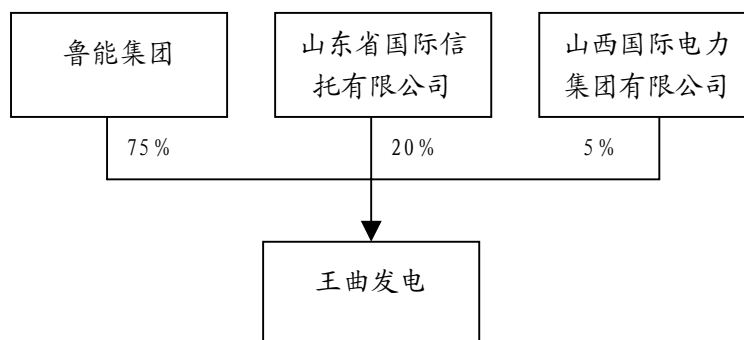 鲁能集团
山东省国际信
托有限公司
山西国际电力
集团有限公司
75%
20%
5%
王曲发电